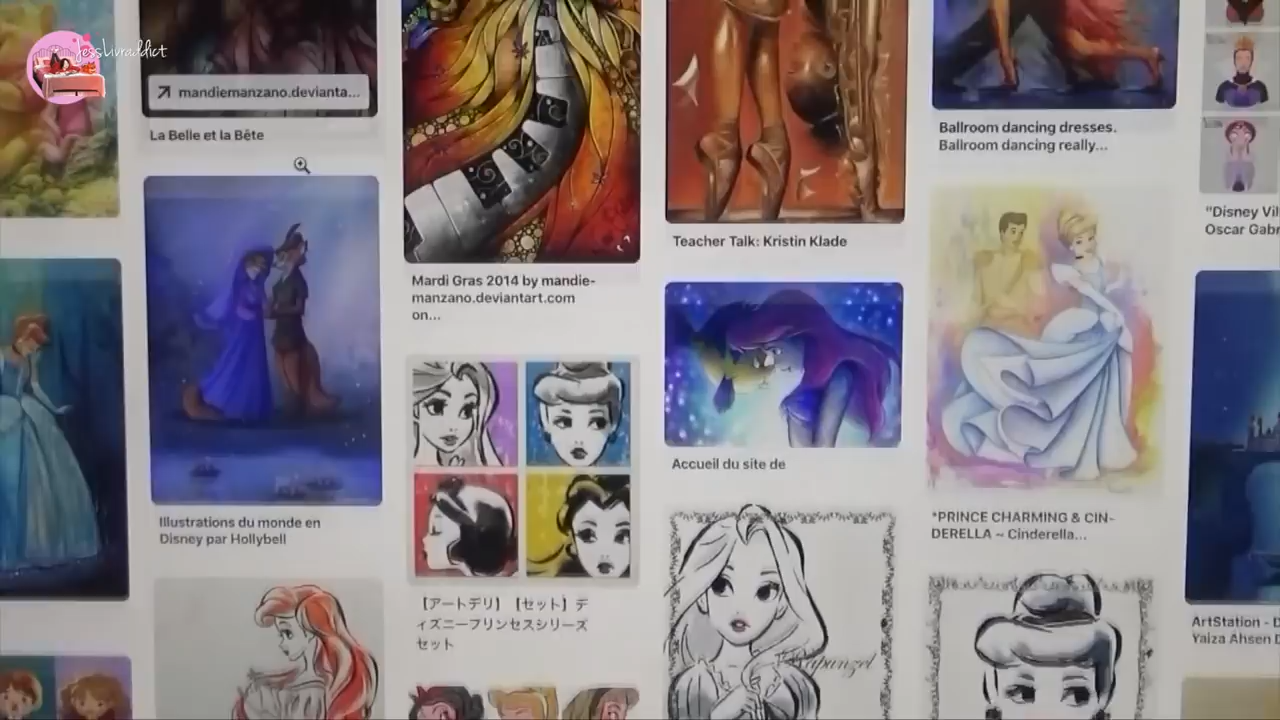 JessLivraddict
mandiemanzano.devianta...
La Belle et la Bête
Illustrations du monde en
Disney par Hollybell
Mardi Gras 2014 by mandie-
manzano.deviantart.com
on...
【アートデリ】【セット】デ
ィズニープリンセスシリーズ
セット
Teacher Talk: Kristin Klade
Accueil du site de
Rapunzel
Ballroom dancing dresses.
Ballroom dancing really...
*PRINCE CHARMING & CIN-
DERELLA ~ Cinderella...
"Disney Vil
Oscar Gabr
ArtStation - D
Yaiza Ahsen D